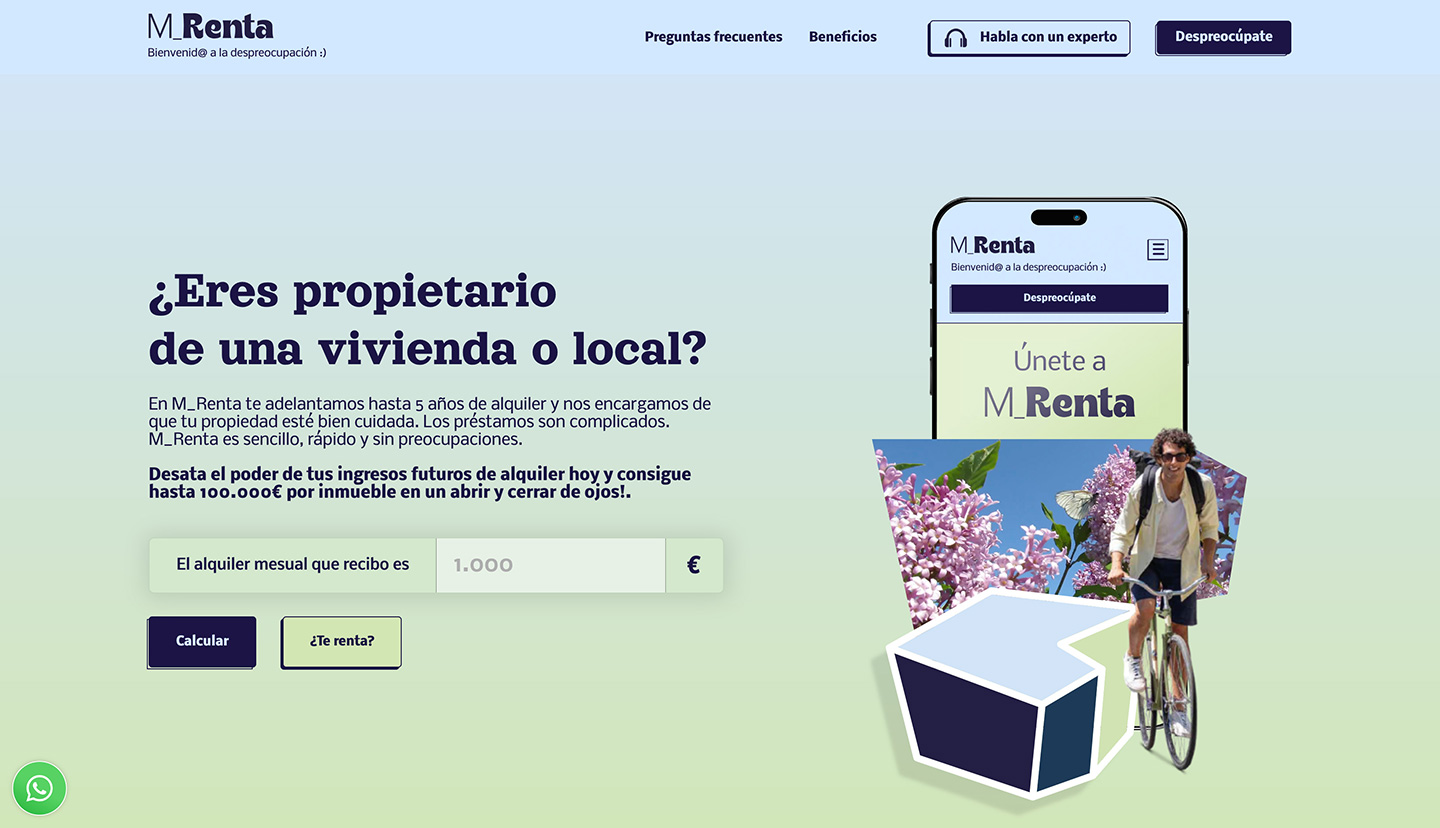 M_Renta
Bienvenid@ a la despreocupación :)
Preguntas frecuentes
Beneficios
Habla con un experto
Despreocúpate
¿Eres propietario
de una vivienda o local?
En M_Renta te adelantamos hasta 5 años de alquiler y nos encargamos de
que tu propiedad esté bien cuidada. Los préstamos son complicados.
M_Renta es sencillo, rápido y sin preocupaciones.
Desata el poder de tus ingresos futuros de alquiler hoy y consigue
hasta 100.000€ por inmueble en un abrir y cerrar de ojos!.
El alquiler mesual que recibo es
1.000
€
Calcular
¿Te renta?
M_Renta
Bienvenid@ a la despreocupación :)
Despreocúpate
Únete a
M_Renta